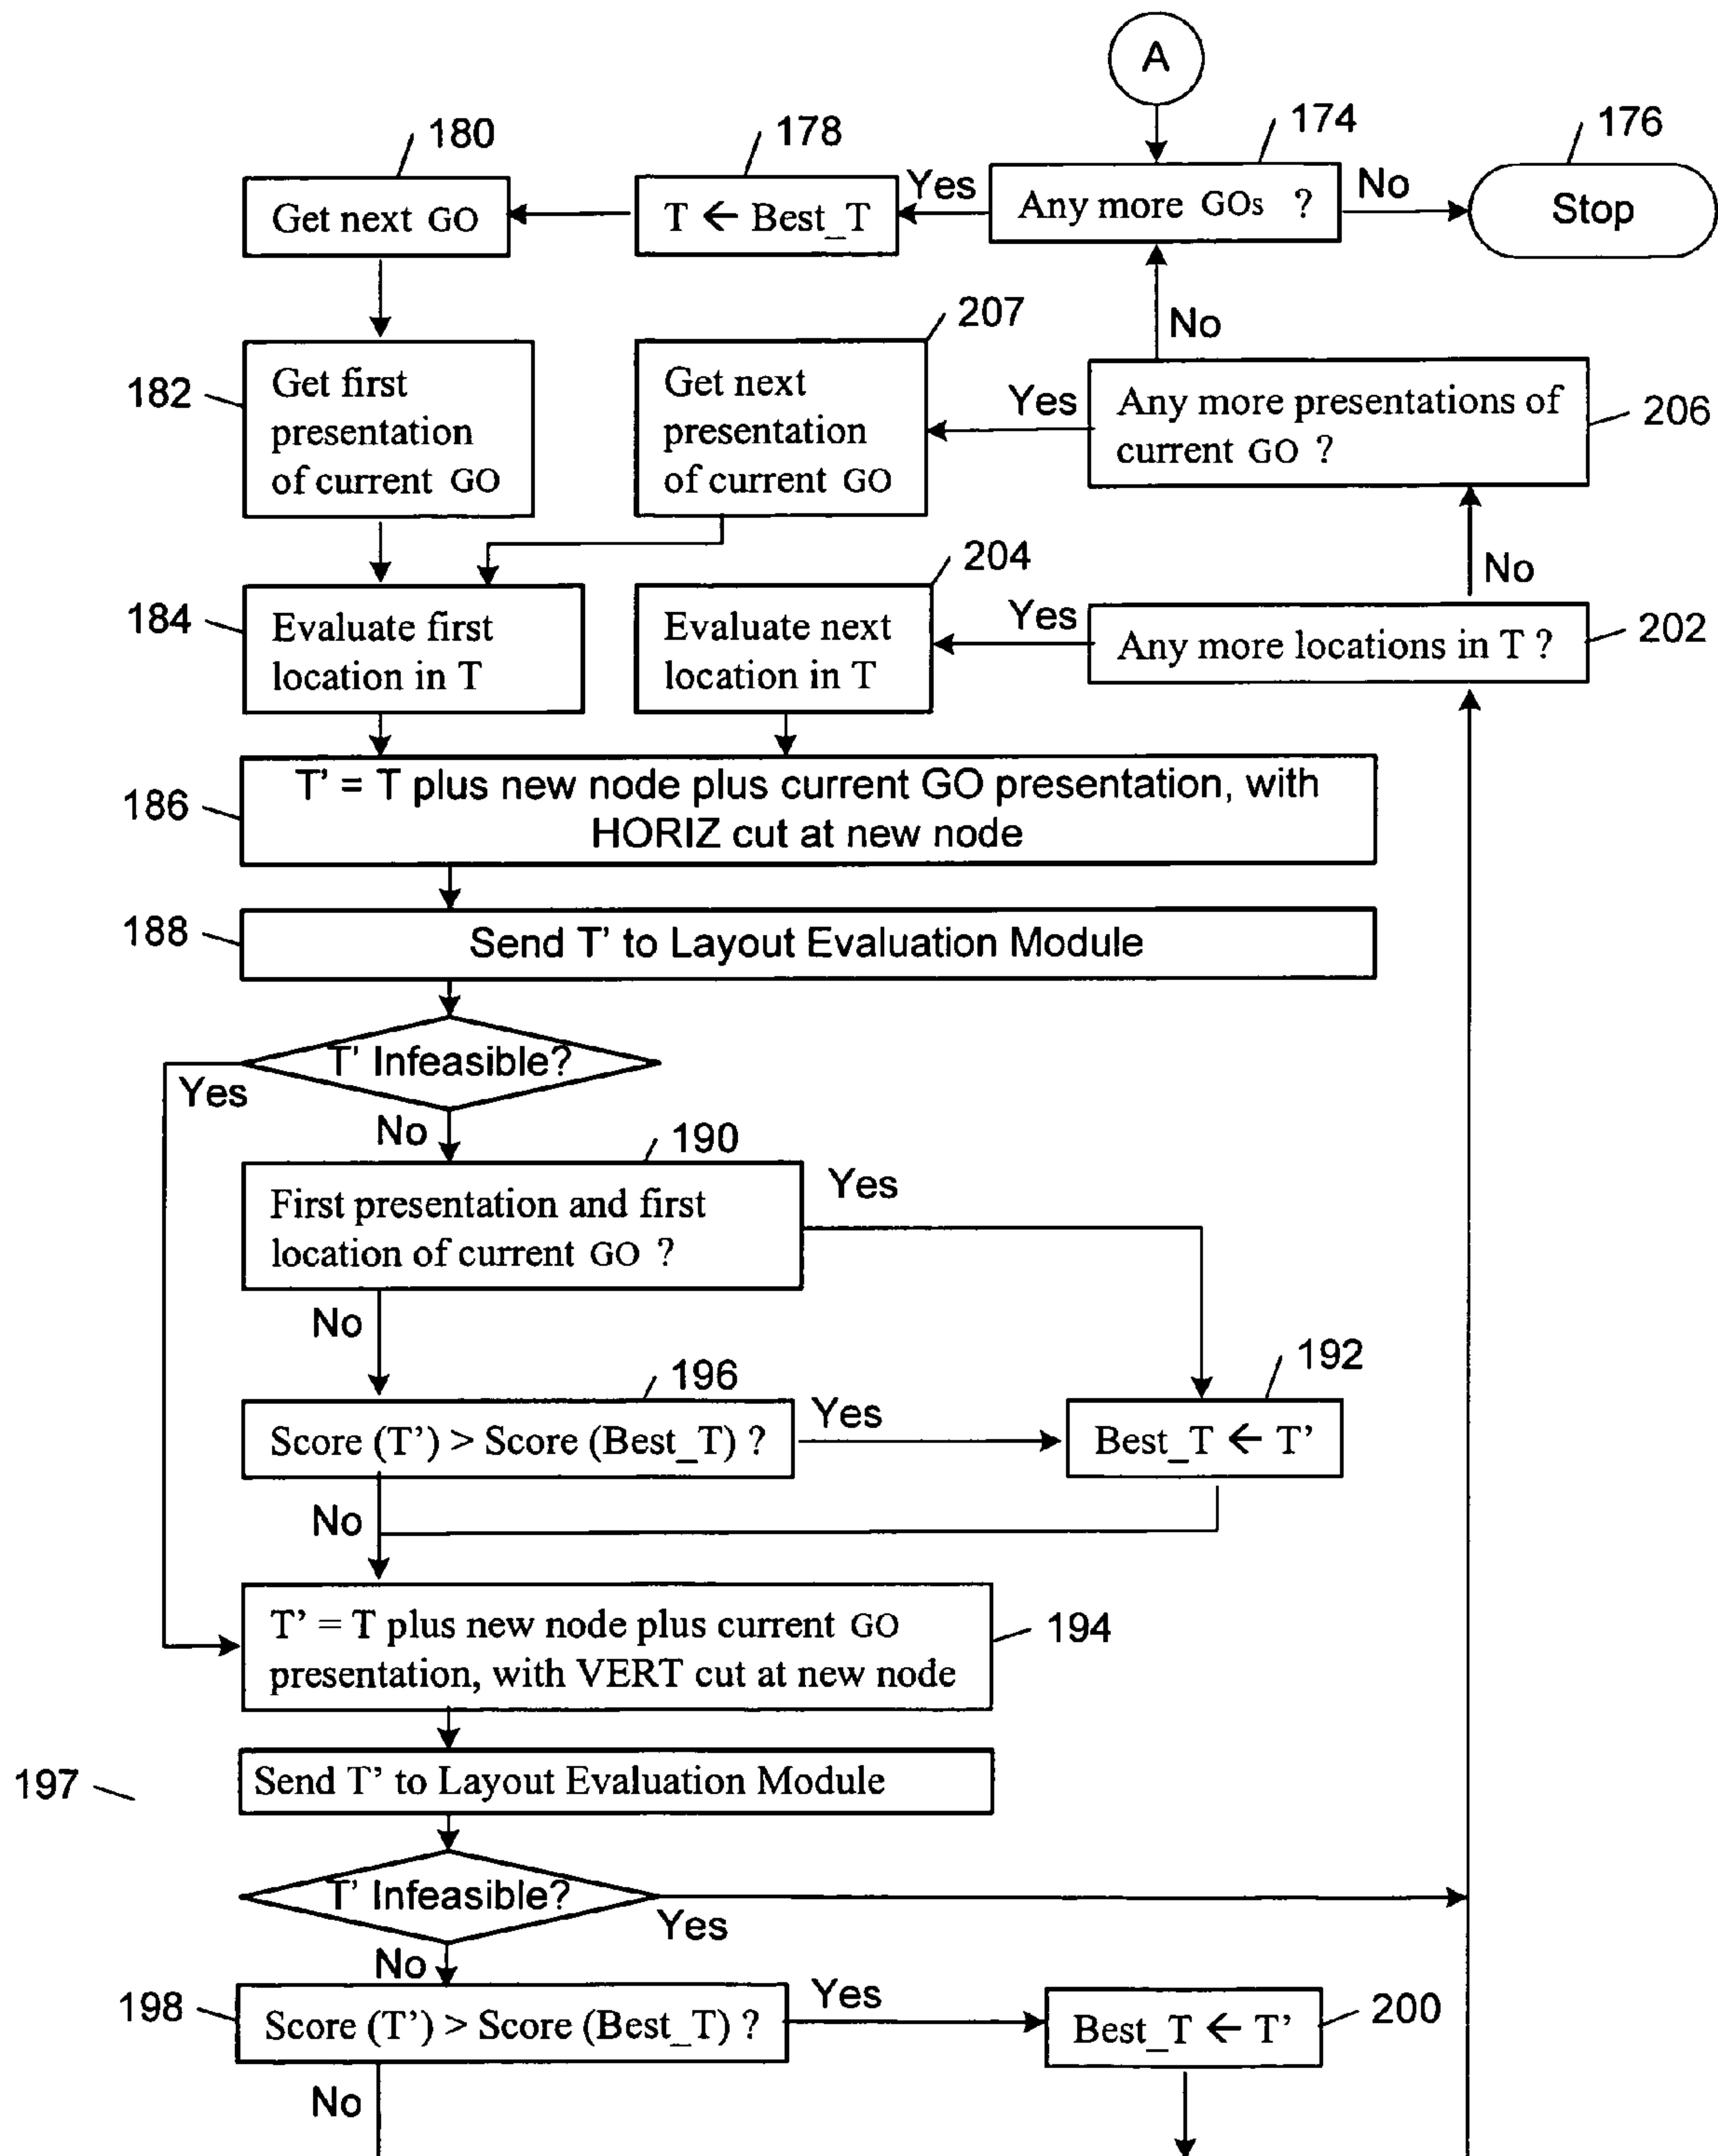 A
180
178
174
176
Get next GO
T ← Best_T
Yes
Any more GOs ?
No
Stop
207
No
182
Get first
presentation
of current GO
Get next
presentation
of current GO
Yes
Any more presentations of
current GO ?
206
204
No
184
Evaluate first
location in T
Evaluate next
location in T
Yes
Any more locations in T ?
202
186
T' = T plus new node plus current GO presentation, with
HORIZ cut at new node
188
Send T' to Layout Evaluation Module
T' Infeasible?
Yes
No
190
First presentation and first
location of current GO ?
Yes
No
196
192
Score (T') > Score (Best_T) ?
Yes
Best_T ← T'
No
T' = T plus new node plus current GO
presentation, with VERT cut at new node
194
197
Send T' to Layout Evaluation Module
T' Infeasible?
Yes
No
198
Score (T') > Score (Best_T) ?
Yes
Best_T ← T'
200
No